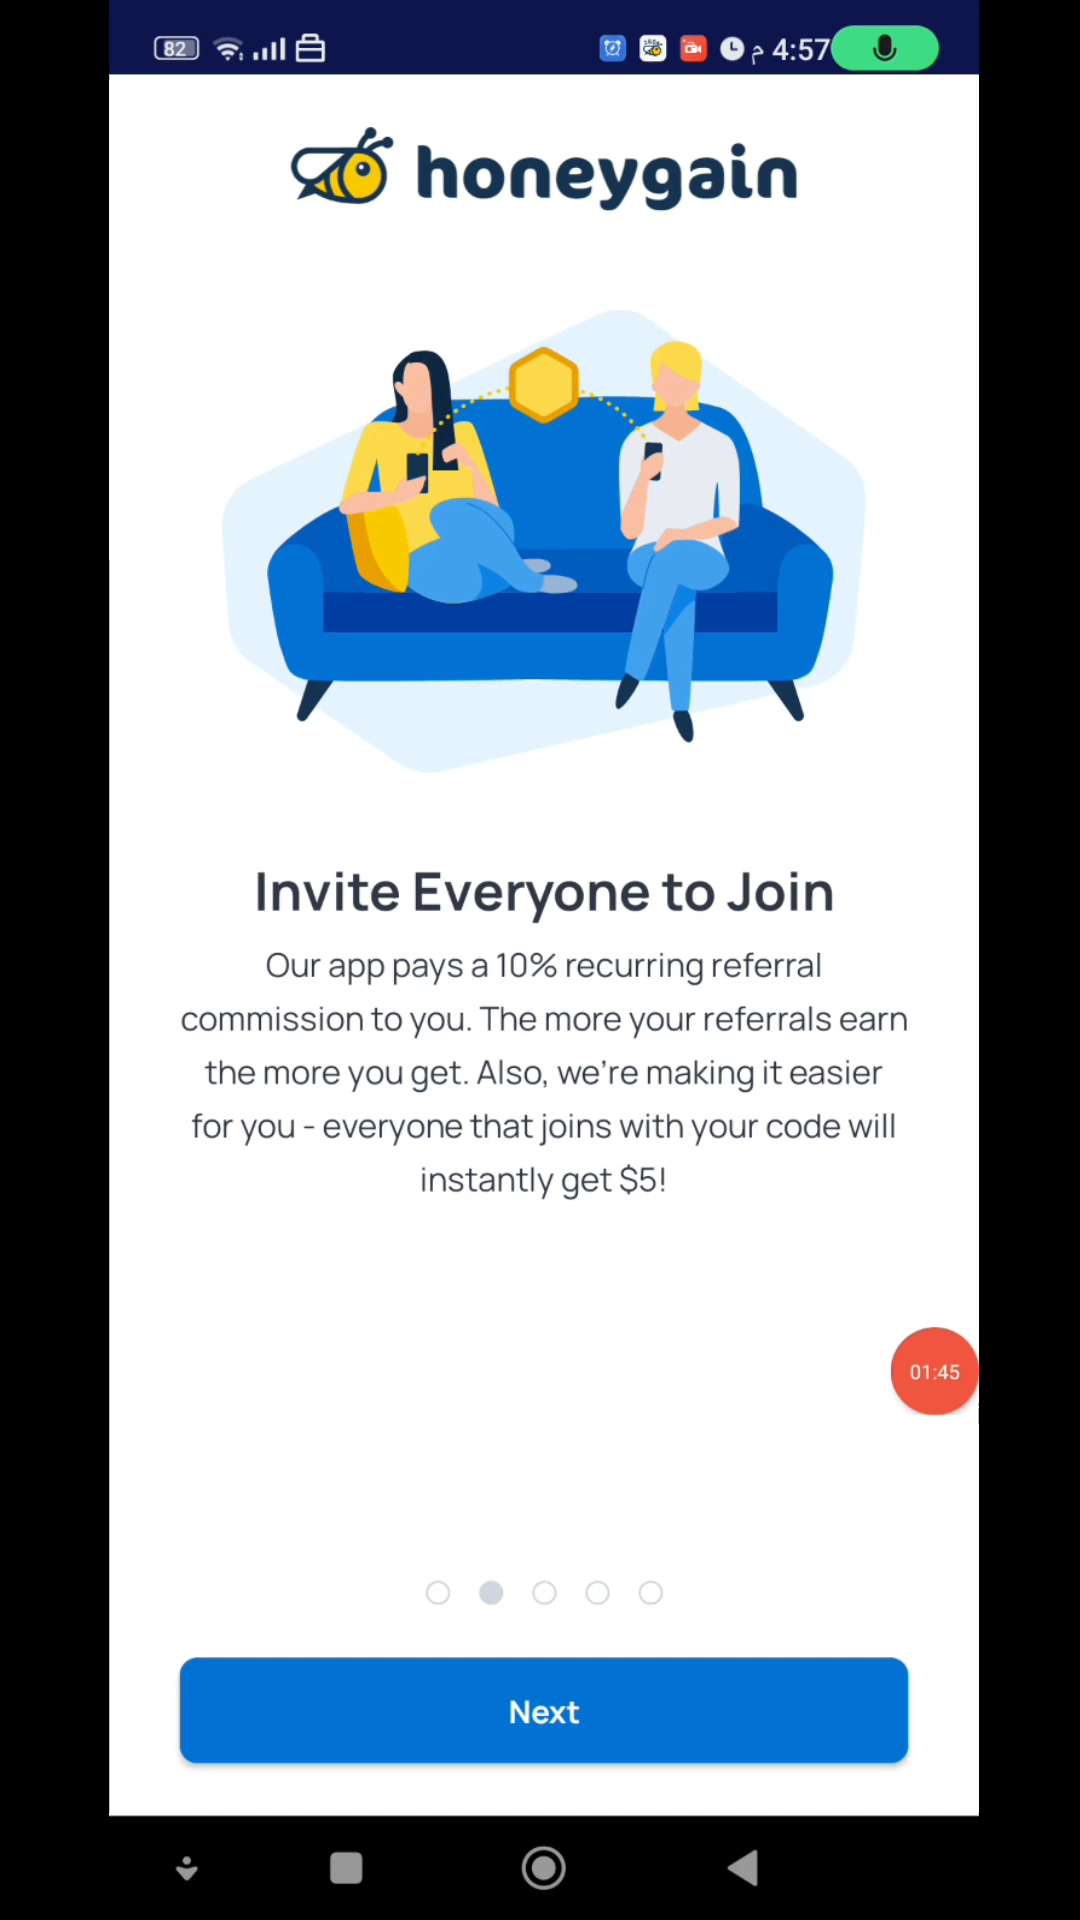 82
م 4:57
honeygain
Invite Everyone to Join
Our app pays a 10% recurring referral
commission to you. The more your referrals earn
the more you get. Also, we’re making it easier
for you - everyone that joins with your code will
instantly get $5!
01:45
Next